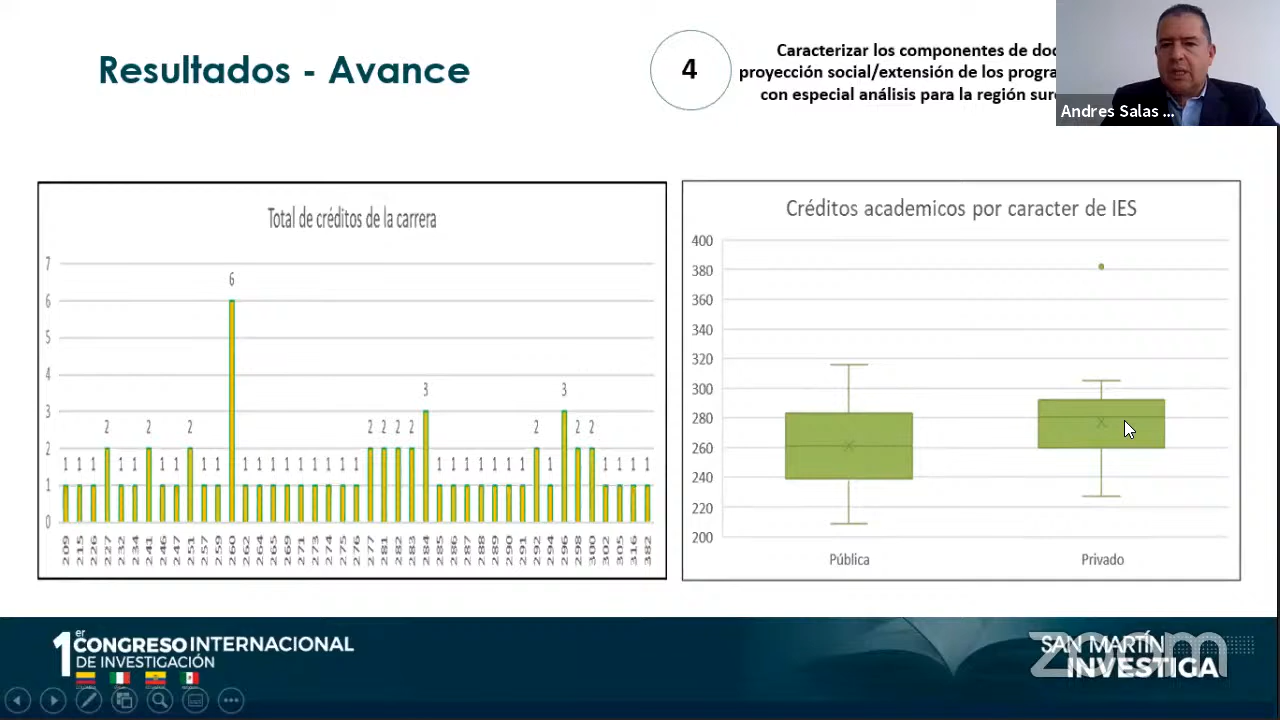 Resultados - Avance
4
Caracterizar los componentes de doc
proyección social/extensión de los progra
con especial análisis para la región sur
Andres Salas ...
Total de créditos de la carrera
7
6
5
4
3
2
1
0
1 1 1 2 1 1 2 1 1 2 1 1 6 1 1 1 1 1 1 1 1 1 2 2 2 2 3 1 1 1 1 1 1 1 2 1 3 2 2 1 1 1 1
209 215 226 227 232 234 241 246 247 251 257 259 260 262 264 265 269 271 273 274 275 276 277 281 282 283 284 285 286 287 288 289 290 291 292 294 296 298 300 302 305 316 382
Créditos academicos por caracter de IES
400
380
360
340
320
300
280
260
240
220
200
Pública Privado
1er CONGRESO INTERNACIONAL
DE INVESTIGACIÓN
SAN MARTÍN
INVESTIGA
zoom